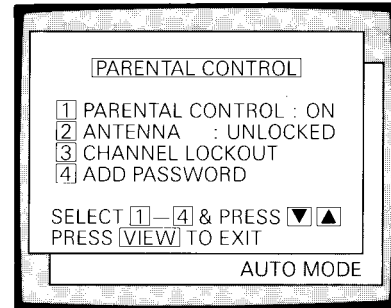 PARENTAL CONTROL
1 PARENTAL CONTROL : ON
2 ANTENNA : UNLOCKED
3 CHANNEL LOCKOUT
4 ADD PASSWORD
SELECT 1—4 & PRESS ▼ ▲
PRESS VIEW TO EXIT
AUTO MODE